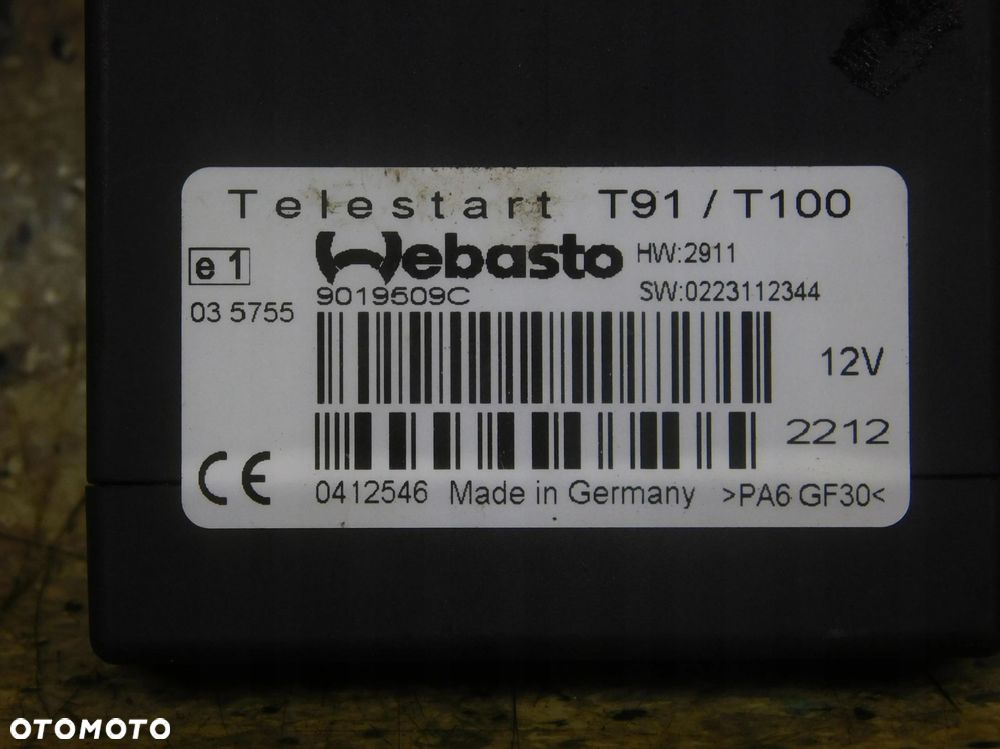 Telestart T91 / T100
e1
Webasto
HW:2911
9019509C
SW:0223112344
03 5755
12V
2212
CE
0412546 Made in Germany >PA6 GF30<
OTOMOTO